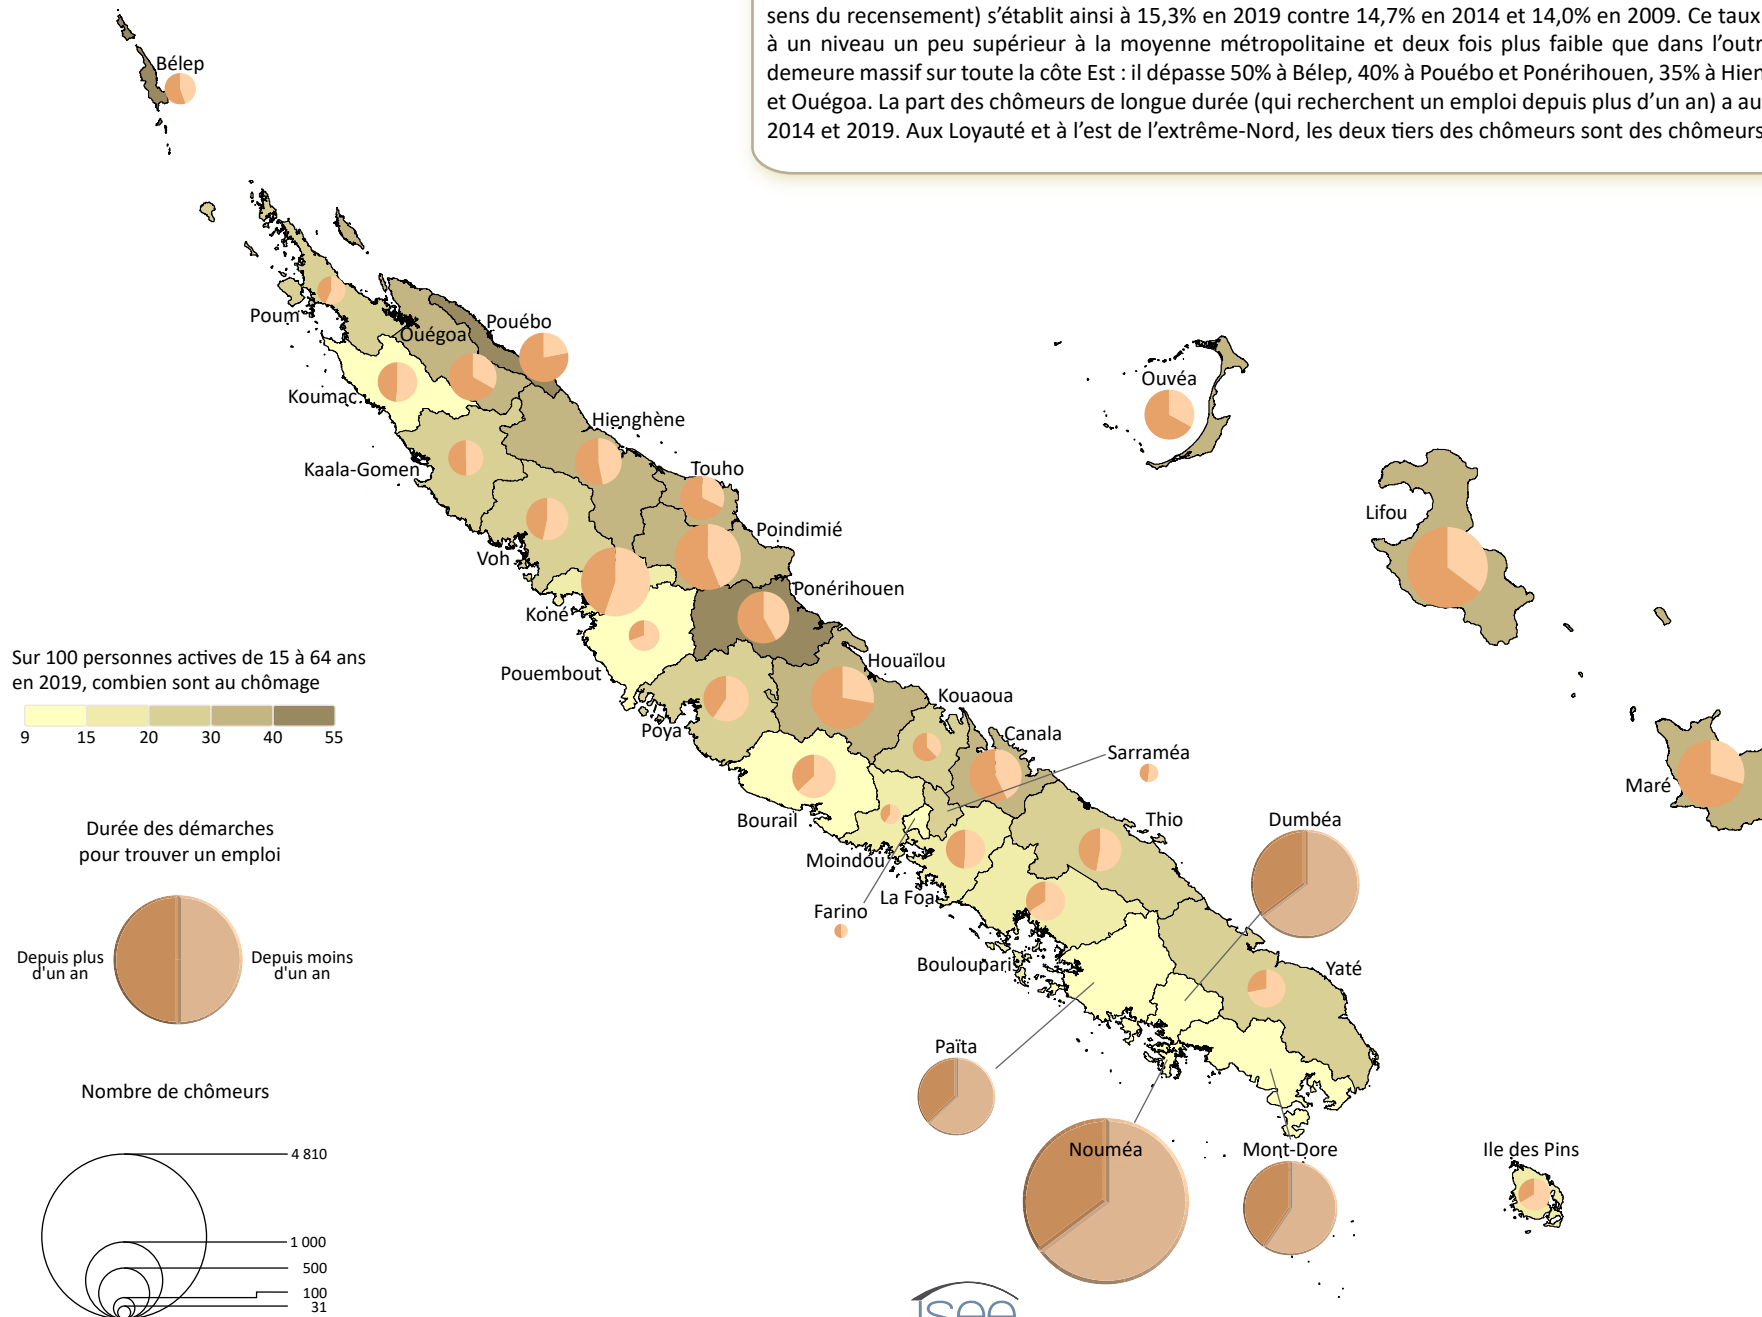 sens du recensement) s’établit ainsi à 15,3% en 2019 contre 14,7% en 2014 et 14,0% en 2009. Ce taux
à un niveau un peu supérieur à la moyenne métropolitaine et deux fois plus faible que dans l’outr
demeure massif sur toute la côte Est : il dépasse 50% à Bélep, 40% à Pouébo et Ponérihouen, 35% à Hien
et Ouégoa. La part des chômeurs de longue durée (qui recherchent un emploi depuis plus d’un an) a au
2014 et 2019. Aux Loyauté et à l’est de l’extrême-Nord, les deux tiers des chômeurs sont des chômeurs
Bélep
Poum
Ouégoa
Pouébo
Koumac
Hienghène
Kaala-Gomen
Touho
Ouvéa
Lifou
Voh
Poindimié
Koné
Ponérihouen
Pouembout
Houaïlou
Kouaoua
Poya
Canala
Sarraméa
Maré
Bourail
Thio
Dumbéa
Moindou
La Foa
Farino
Boulouparis
Yaté
Païta
Nouméa
Mont-Dore
Ile des Pins
Sur 100 personnes actives de 15 à 64 ans
en 2019, combien sont au chômage
9 15 20 30 40 55
Durée des démarches
pour trouver un emploi
Depuis plus
d'un an
Depuis moins
d'un an
Nombre de chômeurs
4 810
1 000
500
100
31
isee